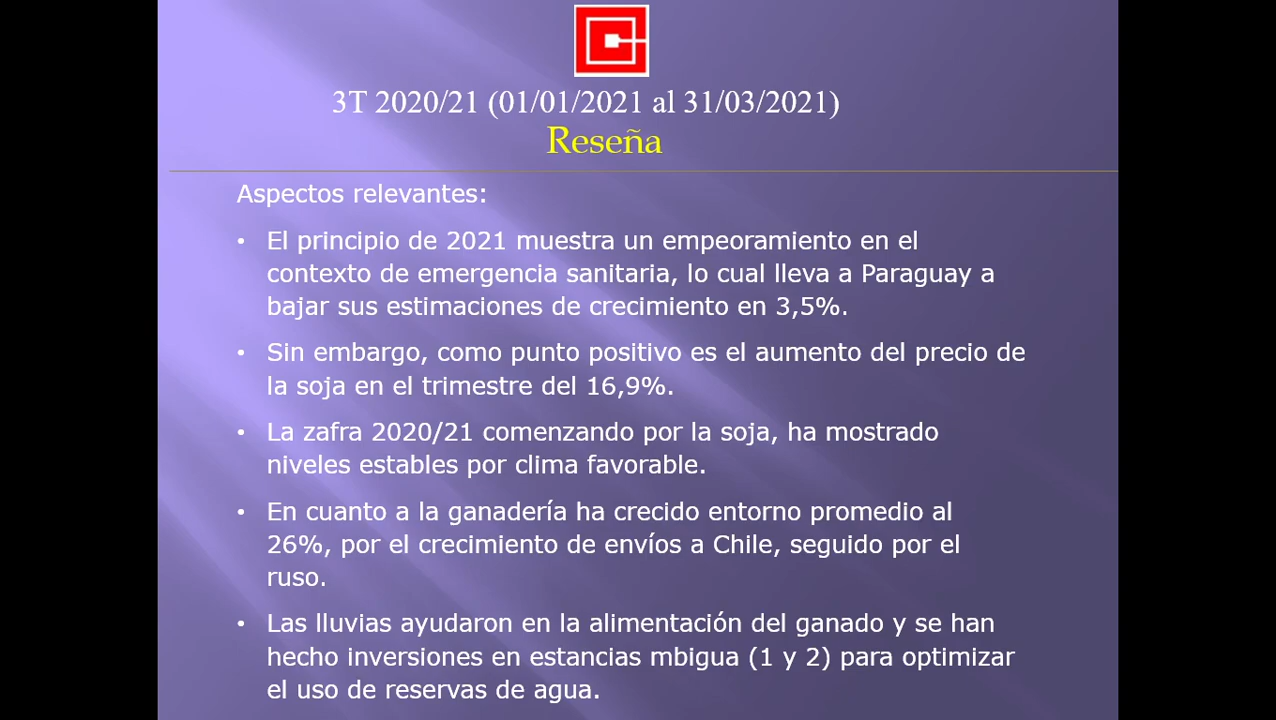 3T 2020/21 (01/01/2021 al 31/03/2021)
Reseña
Aspectos relevantes:
• El principio de 2021 muestra un empeoramiento en el
contexto de emergencia sanitaria, lo cual lleva a Paraguay a
bajar sus estimaciones de crecimiento en 3,5%.
• Sin embargo, como punto positivo es el aumento del precio de
la soja en el trimestre del 16,9%.
• La zafra 2020/21 comenzando por la soja, ha mostrado
niveles estables por clima favorable.
• En cuanto a la ganadería ha crecido entorno promedio al
26%, por el crecimiento de envíos a Chile, seguido por el
ruso.
• Las lluvias ayudaron en la alimentación del ganado y se han
hecho inversiones en estancias mbigua (1 y 2) para optimizar
el uso de reservas de agua.